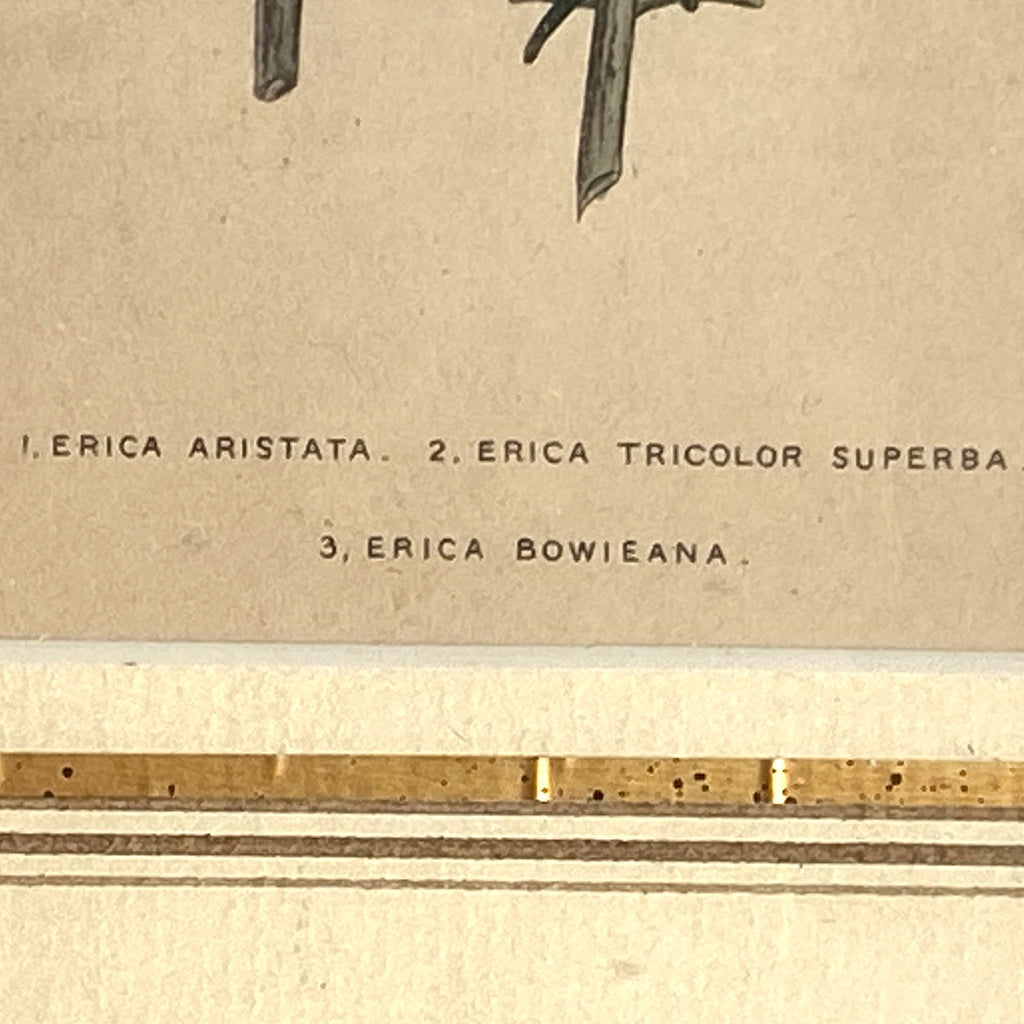 1, ERICA ARISTATA. 2. ERICA TRICOLOR SUPERBA.
3, ERICA BOWIEANA.